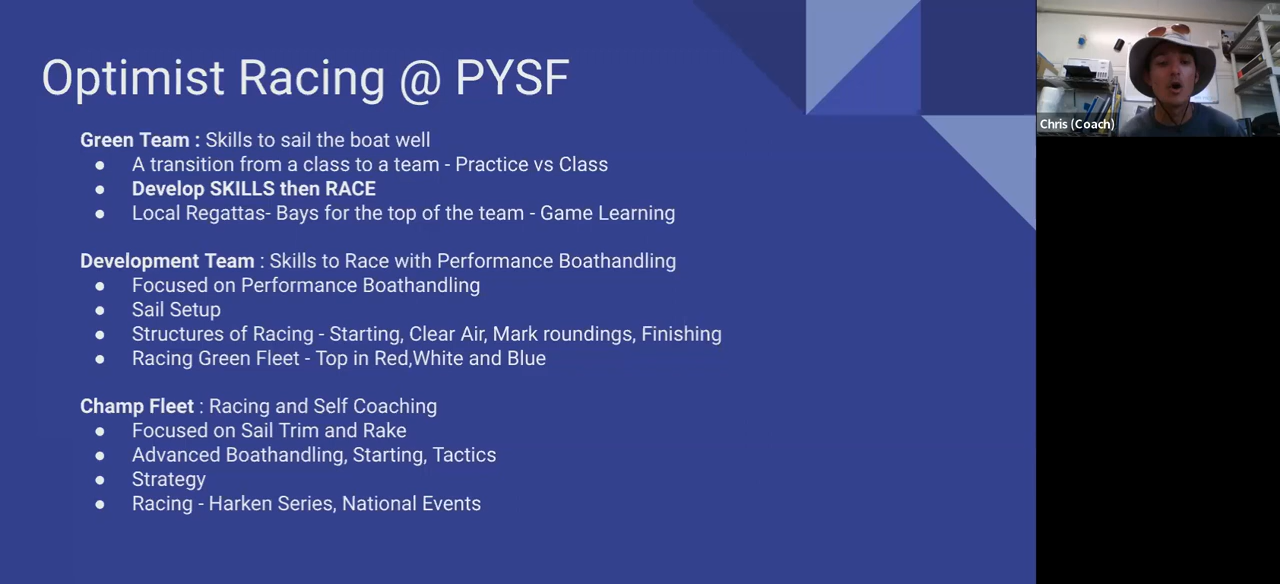 Optimist Racing @ PYSF
Green Team : Skills to sail the boat well
● A transition from a class to a team - Practice vs Class
● Develop SKILLS then RACE
● Local Regattas- Bays for the top of the team - Game Learning
Development Team : Skills to Race with Performance Boathandling
● Focused on Performance Boathandling
● Sail Setup
● Structures of Racing - Starting, Clear Air, Mark roundings, Finishing
● Racing Green Fleet - Top in Red,White and Blue
Champ Fleet : Racing and Self Coaching
● Focused on Sail Trim and Rake
● Advanced Boathandling, Starting, Tactics
● Strategy
● Racing - Harken Series, National Events
Chris (Coach)